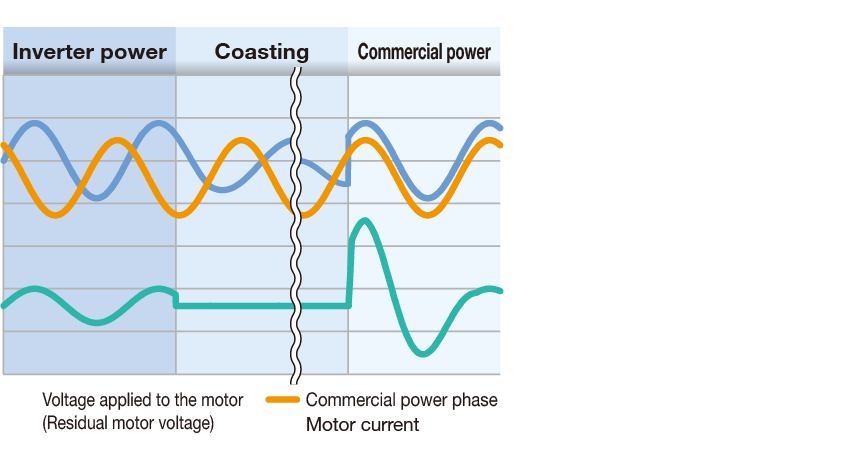 Inverter power
Coasting
Commercial power
Voltage applied to the motor
(Residual motor voltage)
Commercial power phase
Motor current